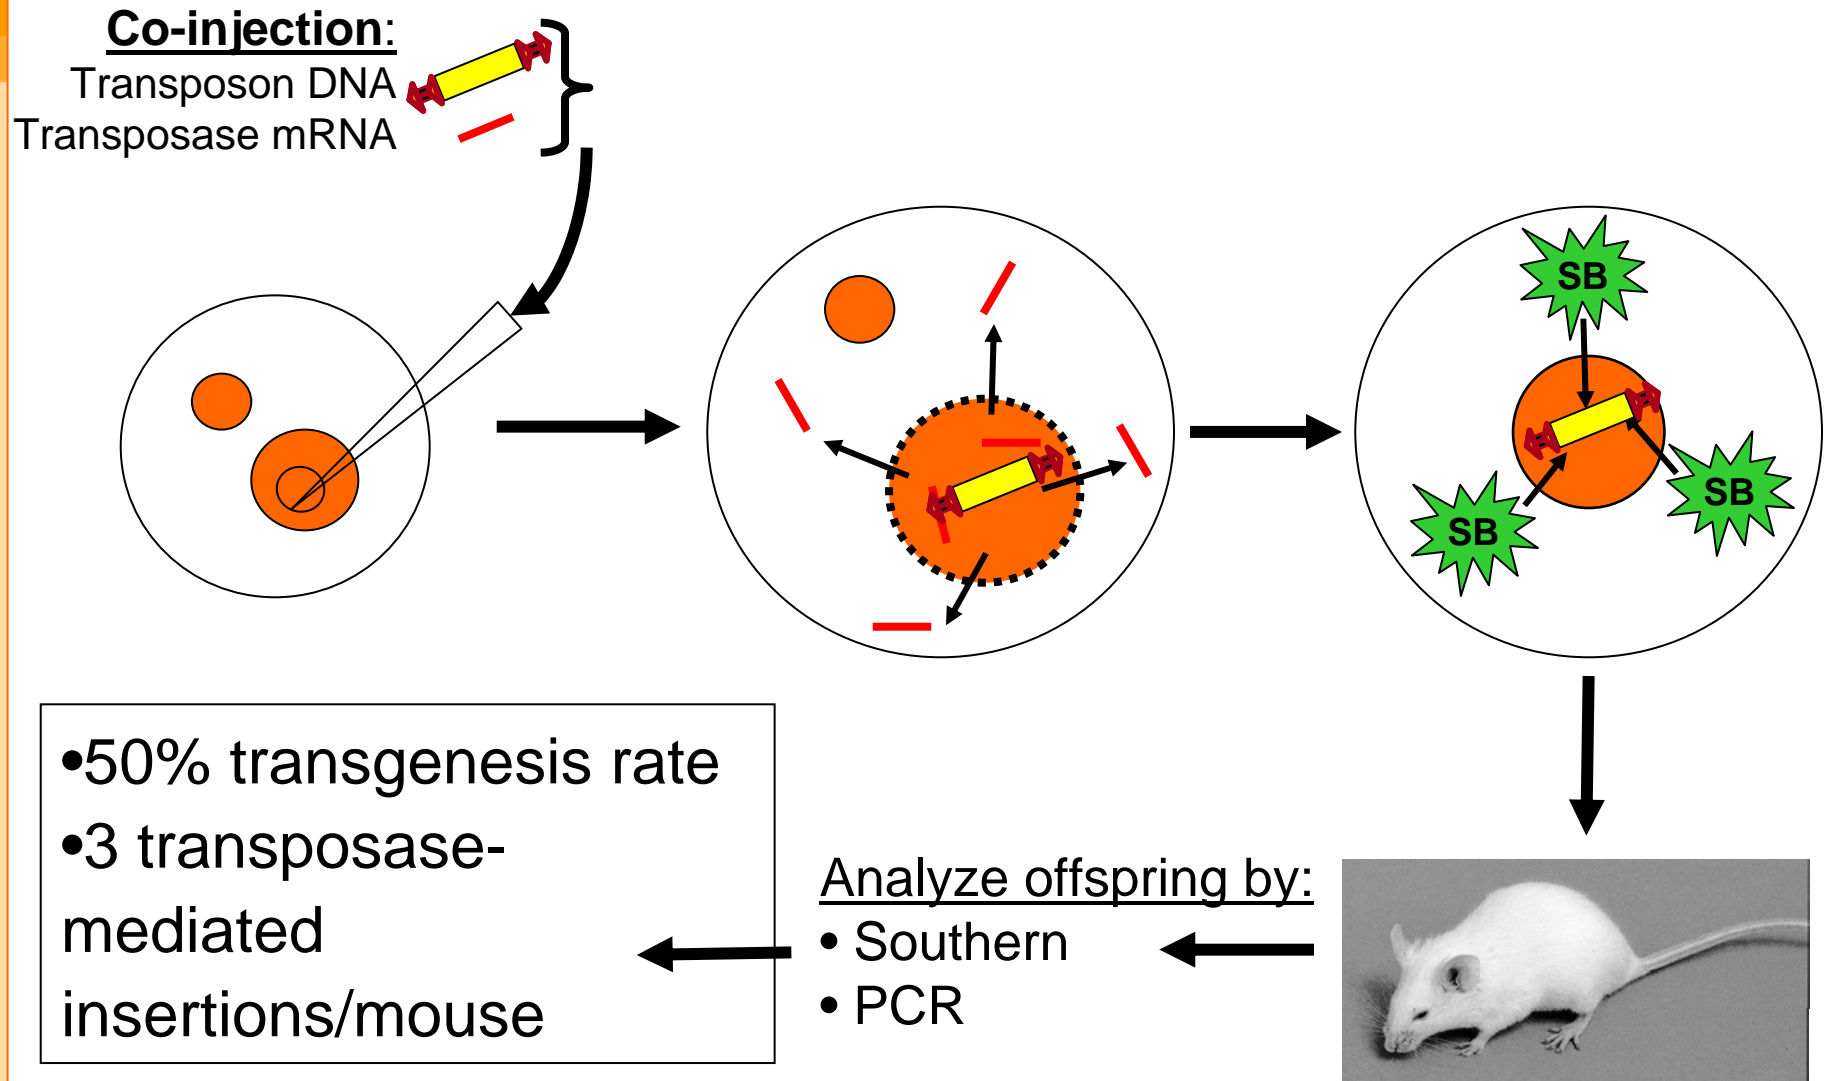 Co-injection:
Transposon DNA
Transposase mRNA
SB
SB
SB
•50% transgenesis rate
•3 transposase-
mediated
insertions/mouse
Analyze offspring by:
• Southern
• PCR